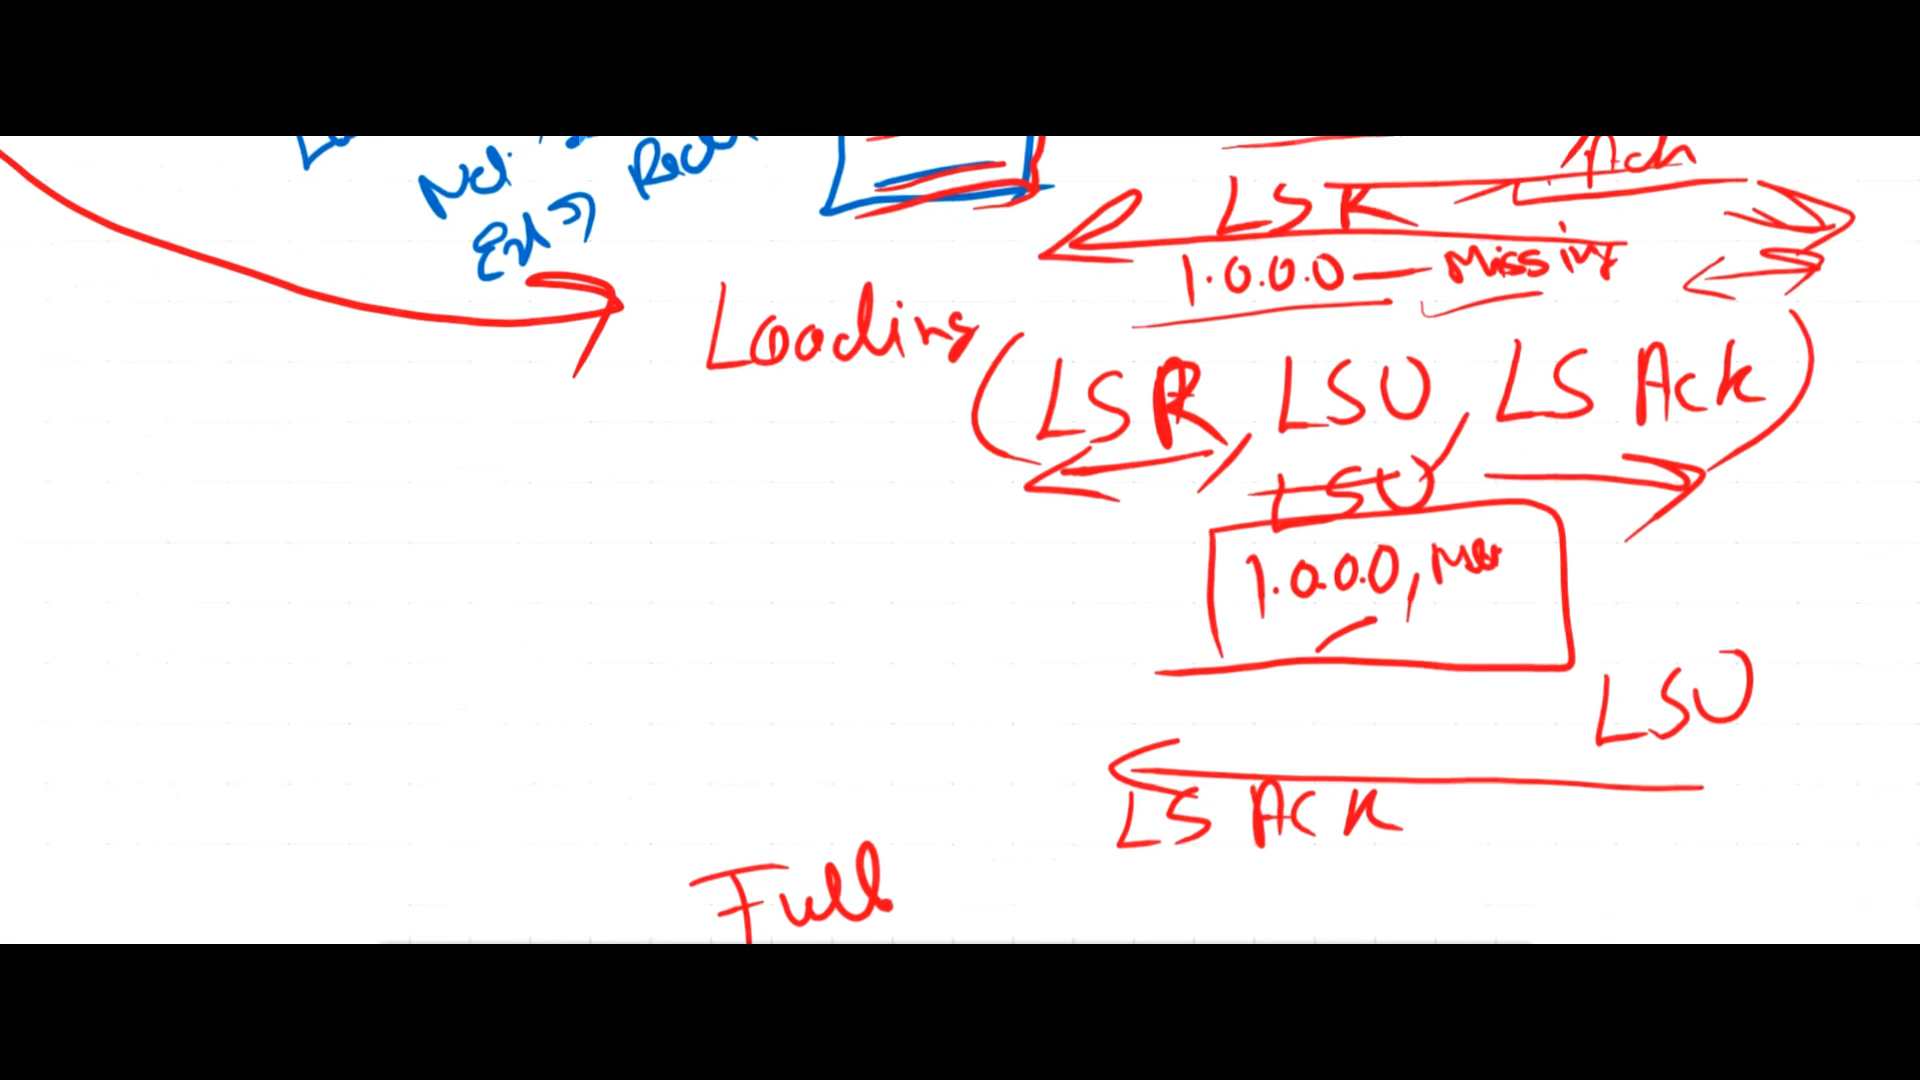 Ack
LSR
1.0.0.0 — Missing
Loading (LSR, LSU, LS Ack)
LSU
1.0.0.0,
LSU
LS ACK
Full